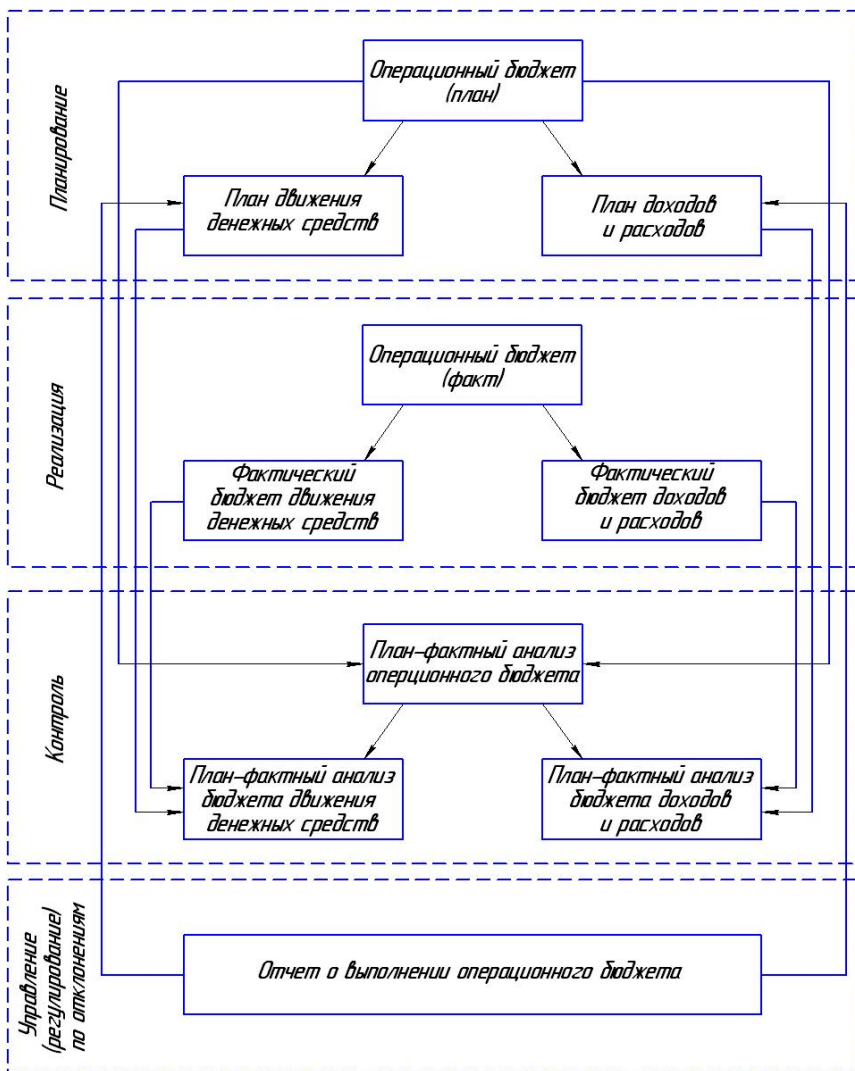 Планирование
Операционный бюджет
(план)
План движения
денежных средств
План доходов
и расходов
Реализация
Операционный бюджет
(факт)
Фактический
бюджет движения
денежных средств
Фактический
бюджет доходов
и расходов
Контроль
План-фактный анализ
оперционного бюджета
План-фактный анализ
бюджета движения
денежных средств
План-фактный анализ
бюджета доходов
и расходов
Управление
(регулирование)
по отклонениям
Отчет о выполнении операционного бюджета